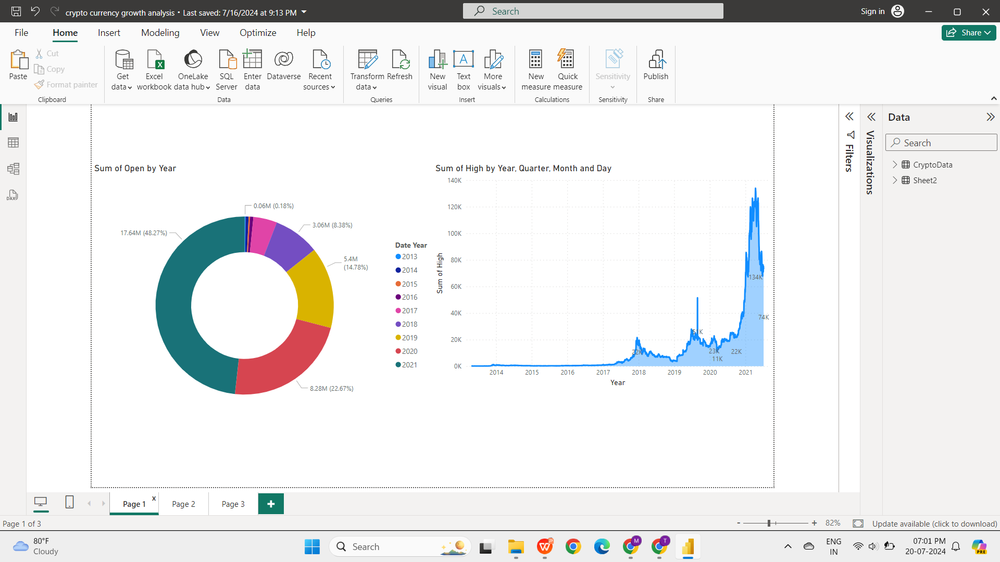 crypto currency growth analysis • Last saved: 7/16/2024 at 9:13 PM
Search
Sign in
File
Home
Insert
Modeling
View
Optimize
Help
Share
Paste
Cut
Copy
Format painter
Clipboard
Get data
Excel workbook
OneLake data hub
SQL Server
Enter data
Dataverse
Recent sources
Data
Transform data
Refresh
Queries
New visual
Text box
More visuals
Insert
New measure
Quick measure
Calculations
Sensitivity
Sensitivity
Publish
Share
DAX
Sum of Open by Year
0.06M (0.18%)
3.06M (8.38%)
17.64M (48.27%)
5.4M
(14.78%)
8.28M (22.67%)
Date Year
2013
2014
2015
2016
2017
2018
2019
2020
2021
Sum of High by Year, Quarter, Month and Day
140K
120K
100K
80K
60K
40K
20K
0K
Sum of High
134K
74K
51K
22K
23K
11K
22K
2014
2015
2016
2017
2018
2019
2020
2021
Year
Filters
Visualizations
Data
Search
CryptoData
Sheet2
Page 1
x
Page 2
Page 3
+
Page 1 of 3
- + 82%
Update available (click to download)
80°F
Cloudy
Search
M
T
ENG
IN
07:01 PM
20-07-2024
PRE